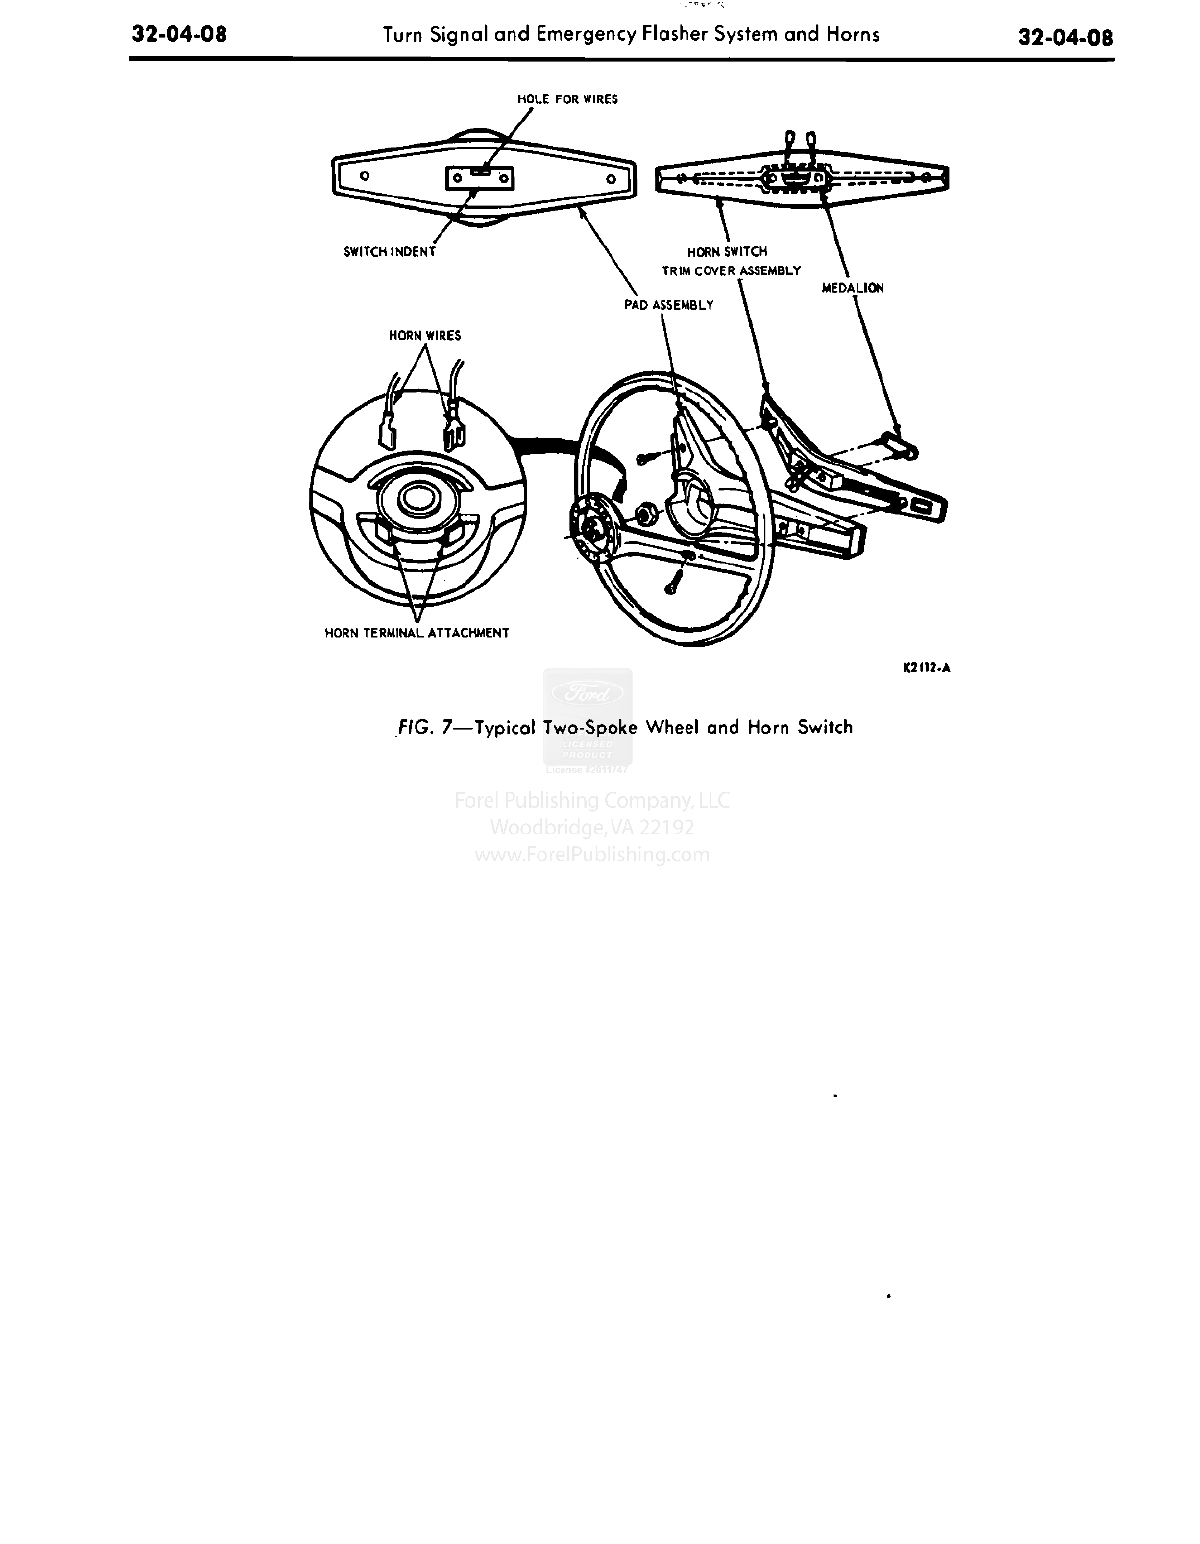 32-04-08 Turn Signal and Emergency Flasher System and Horns 32-04-08
HOLE FOR WIRES
SWITCH INDENT
HORN SWITCH
TRIM COVER ASSEMBLY
MEDALION
PAD ASSEMBLY
HORN WIRES
HORN TERMINAL ATTACHMENT
K2112-A
Ford
FIG. 7—Typical Two-Spoke Wheel and Horn Switch
LICENSED
PRODUCT
License #2011747
Forel Publishing Company, LLC
Woodbridge, VA 22192
www.ForelPublishing.com